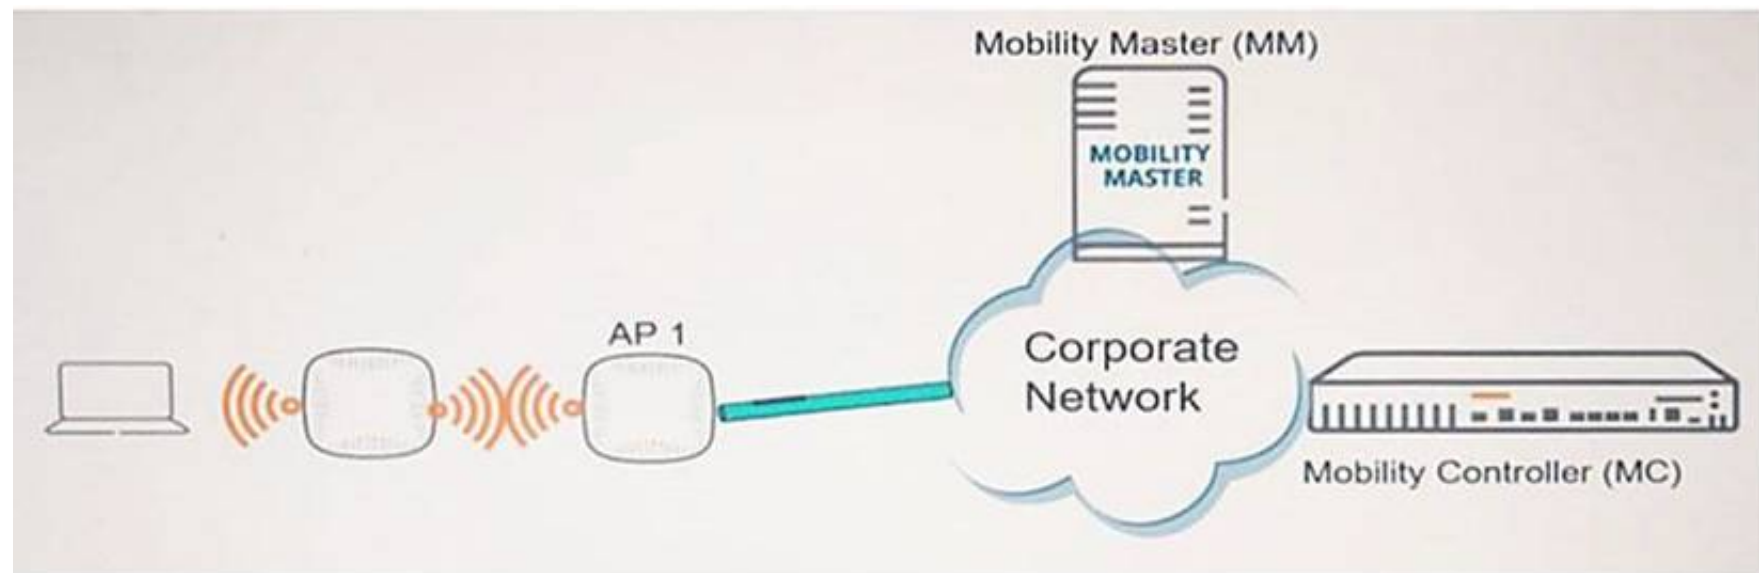 Mobility Master (MM)
MOBILITY
MASTER
AP 1
Corporate
Network
Mobility Controller (MC)